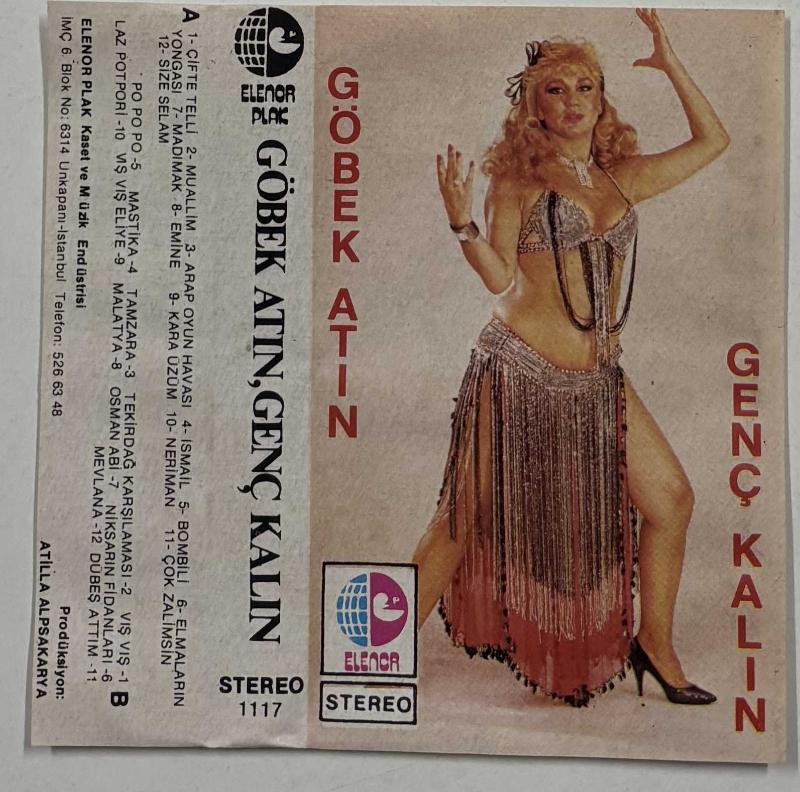 GÖBEK ATIN
GENÇ KALIN
ELENOR
STEREO
ELENOR
PLAK
GÖBEK ATIN, GENÇ KALIN
STEREO
1117
A
1- ÇİFTE TELLİ 2- MUALLİM 3- ARAP OYUN HAVASI 4- İSMAİL 5- BOMBİLİ 6- ELMALARIN
YONGASI 7- MADIMAK 8- EMİNE 9- KARA ÜZÜM 10- NERİMAN 11- ÇOK ZALİMSİN
12- SİZE SELAM
B
PO PO PO -5 MASTİKA -4 TAMZARA -3 TEKİRDAĞ KARŞILAMASI -2 VIŞ VIŞ -1
LAZ POTPORİ -10 VIŞ VIŞ ELİYE -9 MALATYA -8 OSMAN ABİ -7 NİKSARIN FİDANLARI -6
MEVLANA -12 DÜBEŞ ATTIM -11
ELENOR PLAK Kaset ve Müzik Endüstrisi
İMÇ 6. Blok No: 6314 Unkapanı-İstanbul Telefon: 526 63 48
Prodüksiyon:
ATİLLA ALPSAKARYA